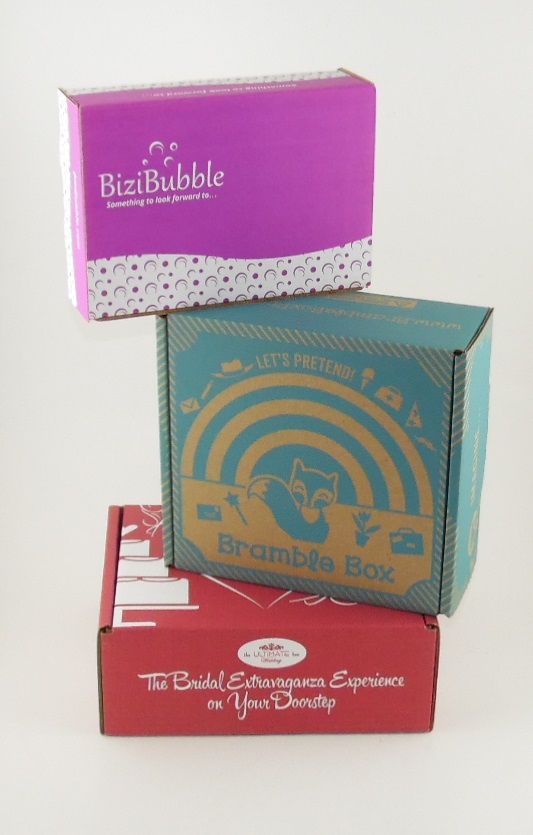 BiziBubble
Something to look forward to...
LET'S PRETEND!
Bramble Box
the ULTIMATE box
The Bridal Extravaganza Experience
on Your Doorstep